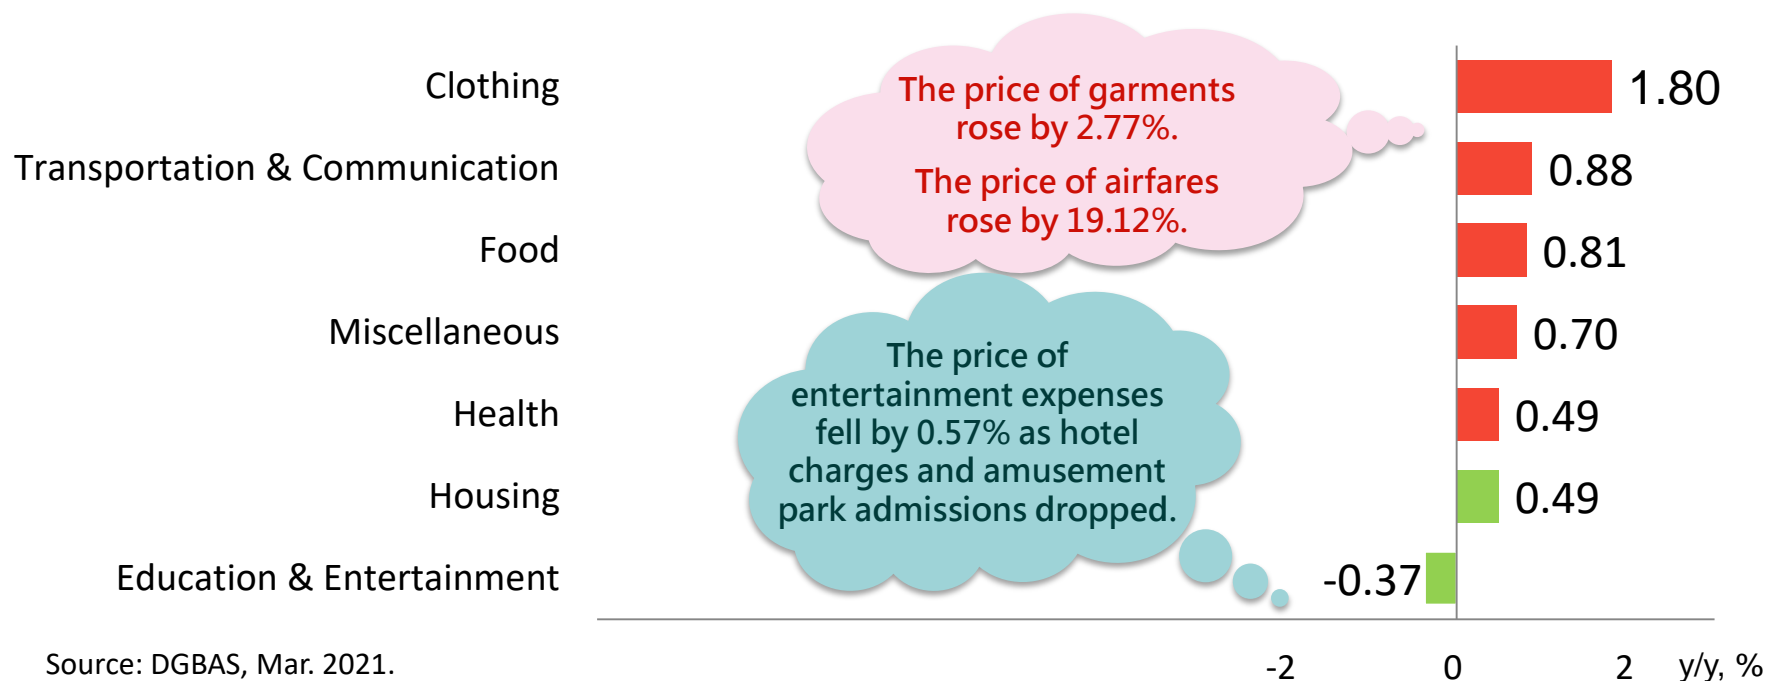 Clothing
1.80
Transportation & Communication
0.88
Food
0.81
Miscellaneous
0.70
Health
0.49
Housing
0.49
Education & Entertainment
-0.37
The price of garments
rose by 2.77%.
The price of airfares
rose by 19.12%.
The price of
entertainment expenses
fell by 0.57% as hotel
charges and amusement
park admissions dropped.
-2
0
2
y/y, %
Source: DGBAS, Mar. 2021.